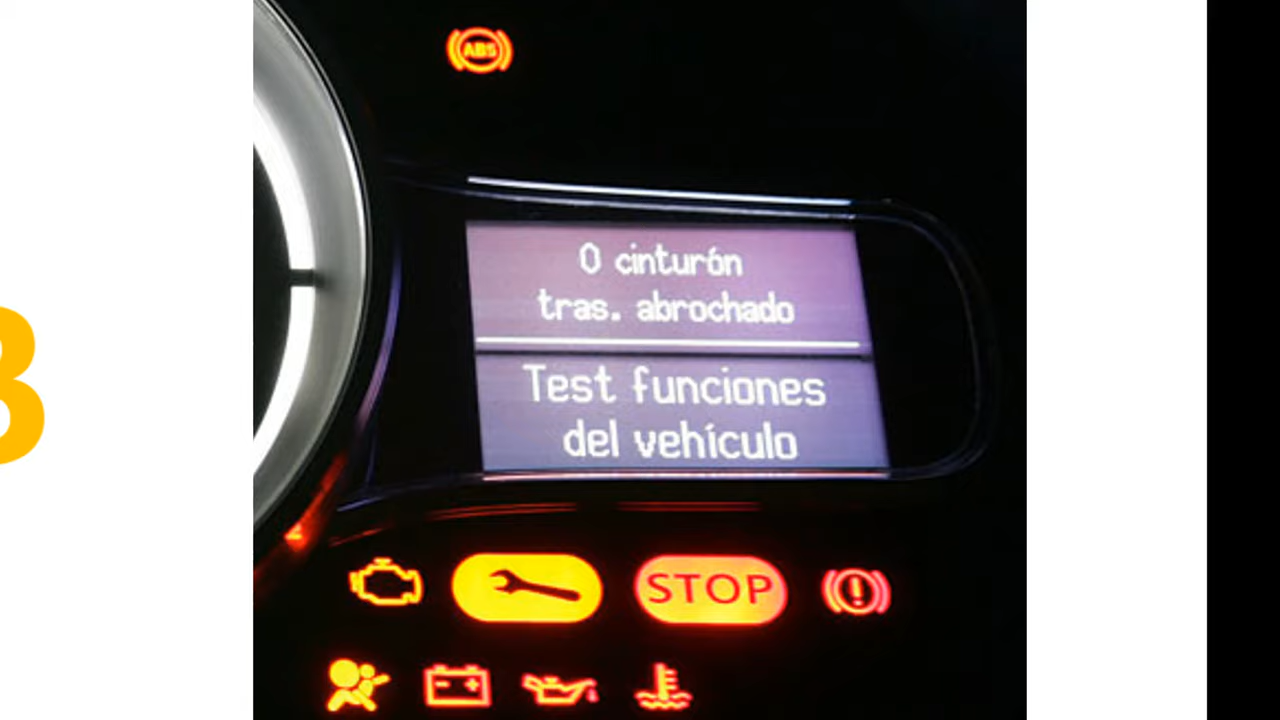 ABS
0 cinturón
tras. abrochado
Test funciones
del vehículo
STOP